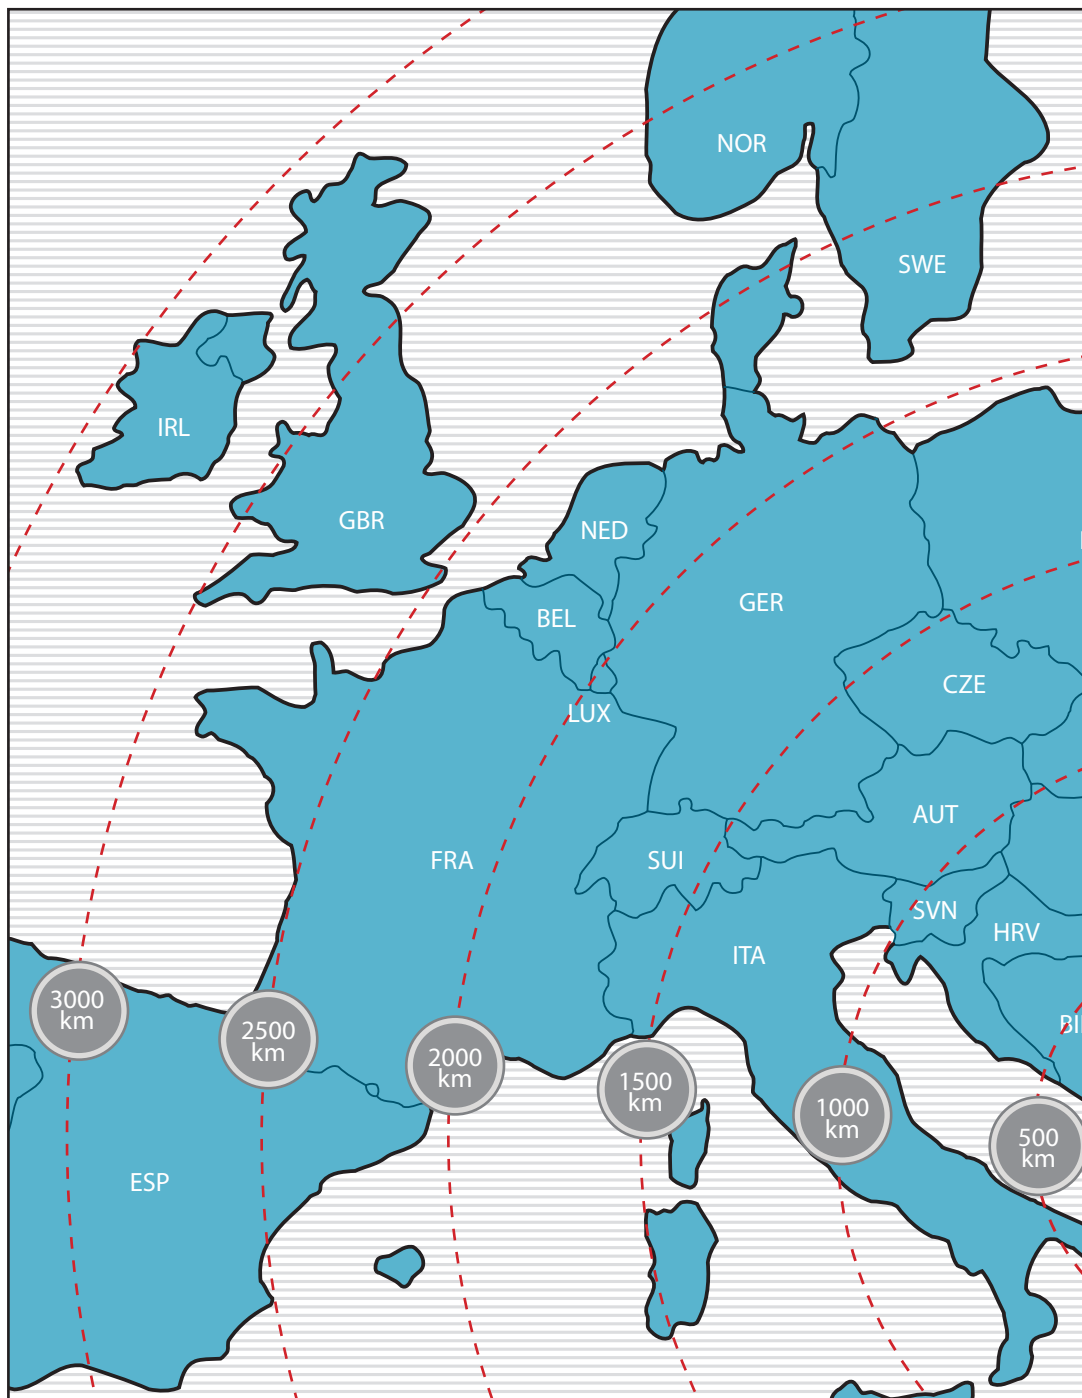 NOR
SWE
IRL
GBR
NED
BEL
GER
LUX
CZE
AUT
FRA
SUI
SVN
HRV
ITA
3000
km
2500
km
2000
km
1500
km
1000
km
500
km
ESP